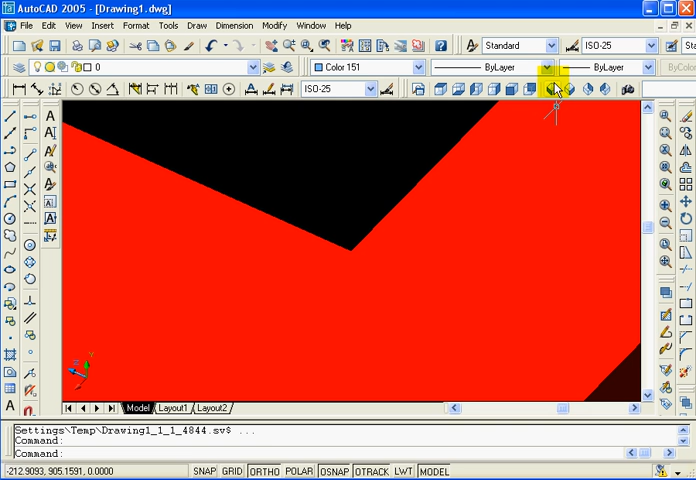 AutoCAD 2005 - [Drawing1.dwg]
File Edit View Insert Format Tools Draw Dimension Modify Window Help
Standard ISO-25 Sta
0 Color 151 ByLayer ByLayer ByColor
ISO-25
Model Layout1 Layout2
Settings\Temp\Drawing1_1_1_4844.sv$ ...
Command:
Command:
-212.9093, 905.1591, 0.0000 SNAP GRID ORTHO POLAR OSNAP OTRACK LWT MODEL